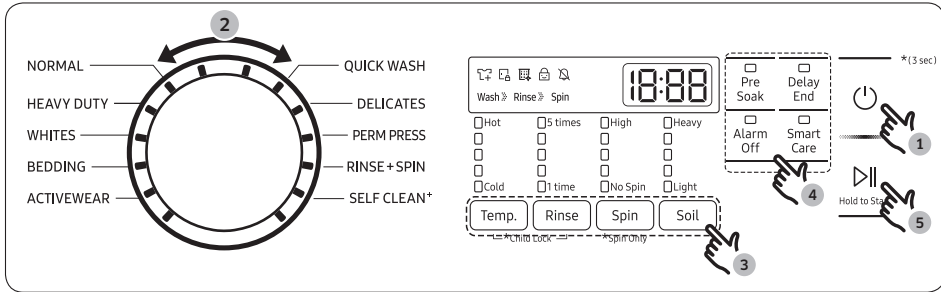 2
NORMAL
HEAVY DUTY
WHITES
BEDDING
ACTIVEWEAR
QUICK WASH
DELICATES
PERM PRESS
RINSE+SPIN
SELF CLEAN+
Wash Rinse Spin
18:88
Hot 5 times High Heavy
Cold 1 time No Spin Light
Temp. Rinse Spin Soil
*Child Lock *Spin Only
3
Pre Soak
Delay End
Alarm Off
Smart Care
4
*(3 sec)
1
Hold to
5